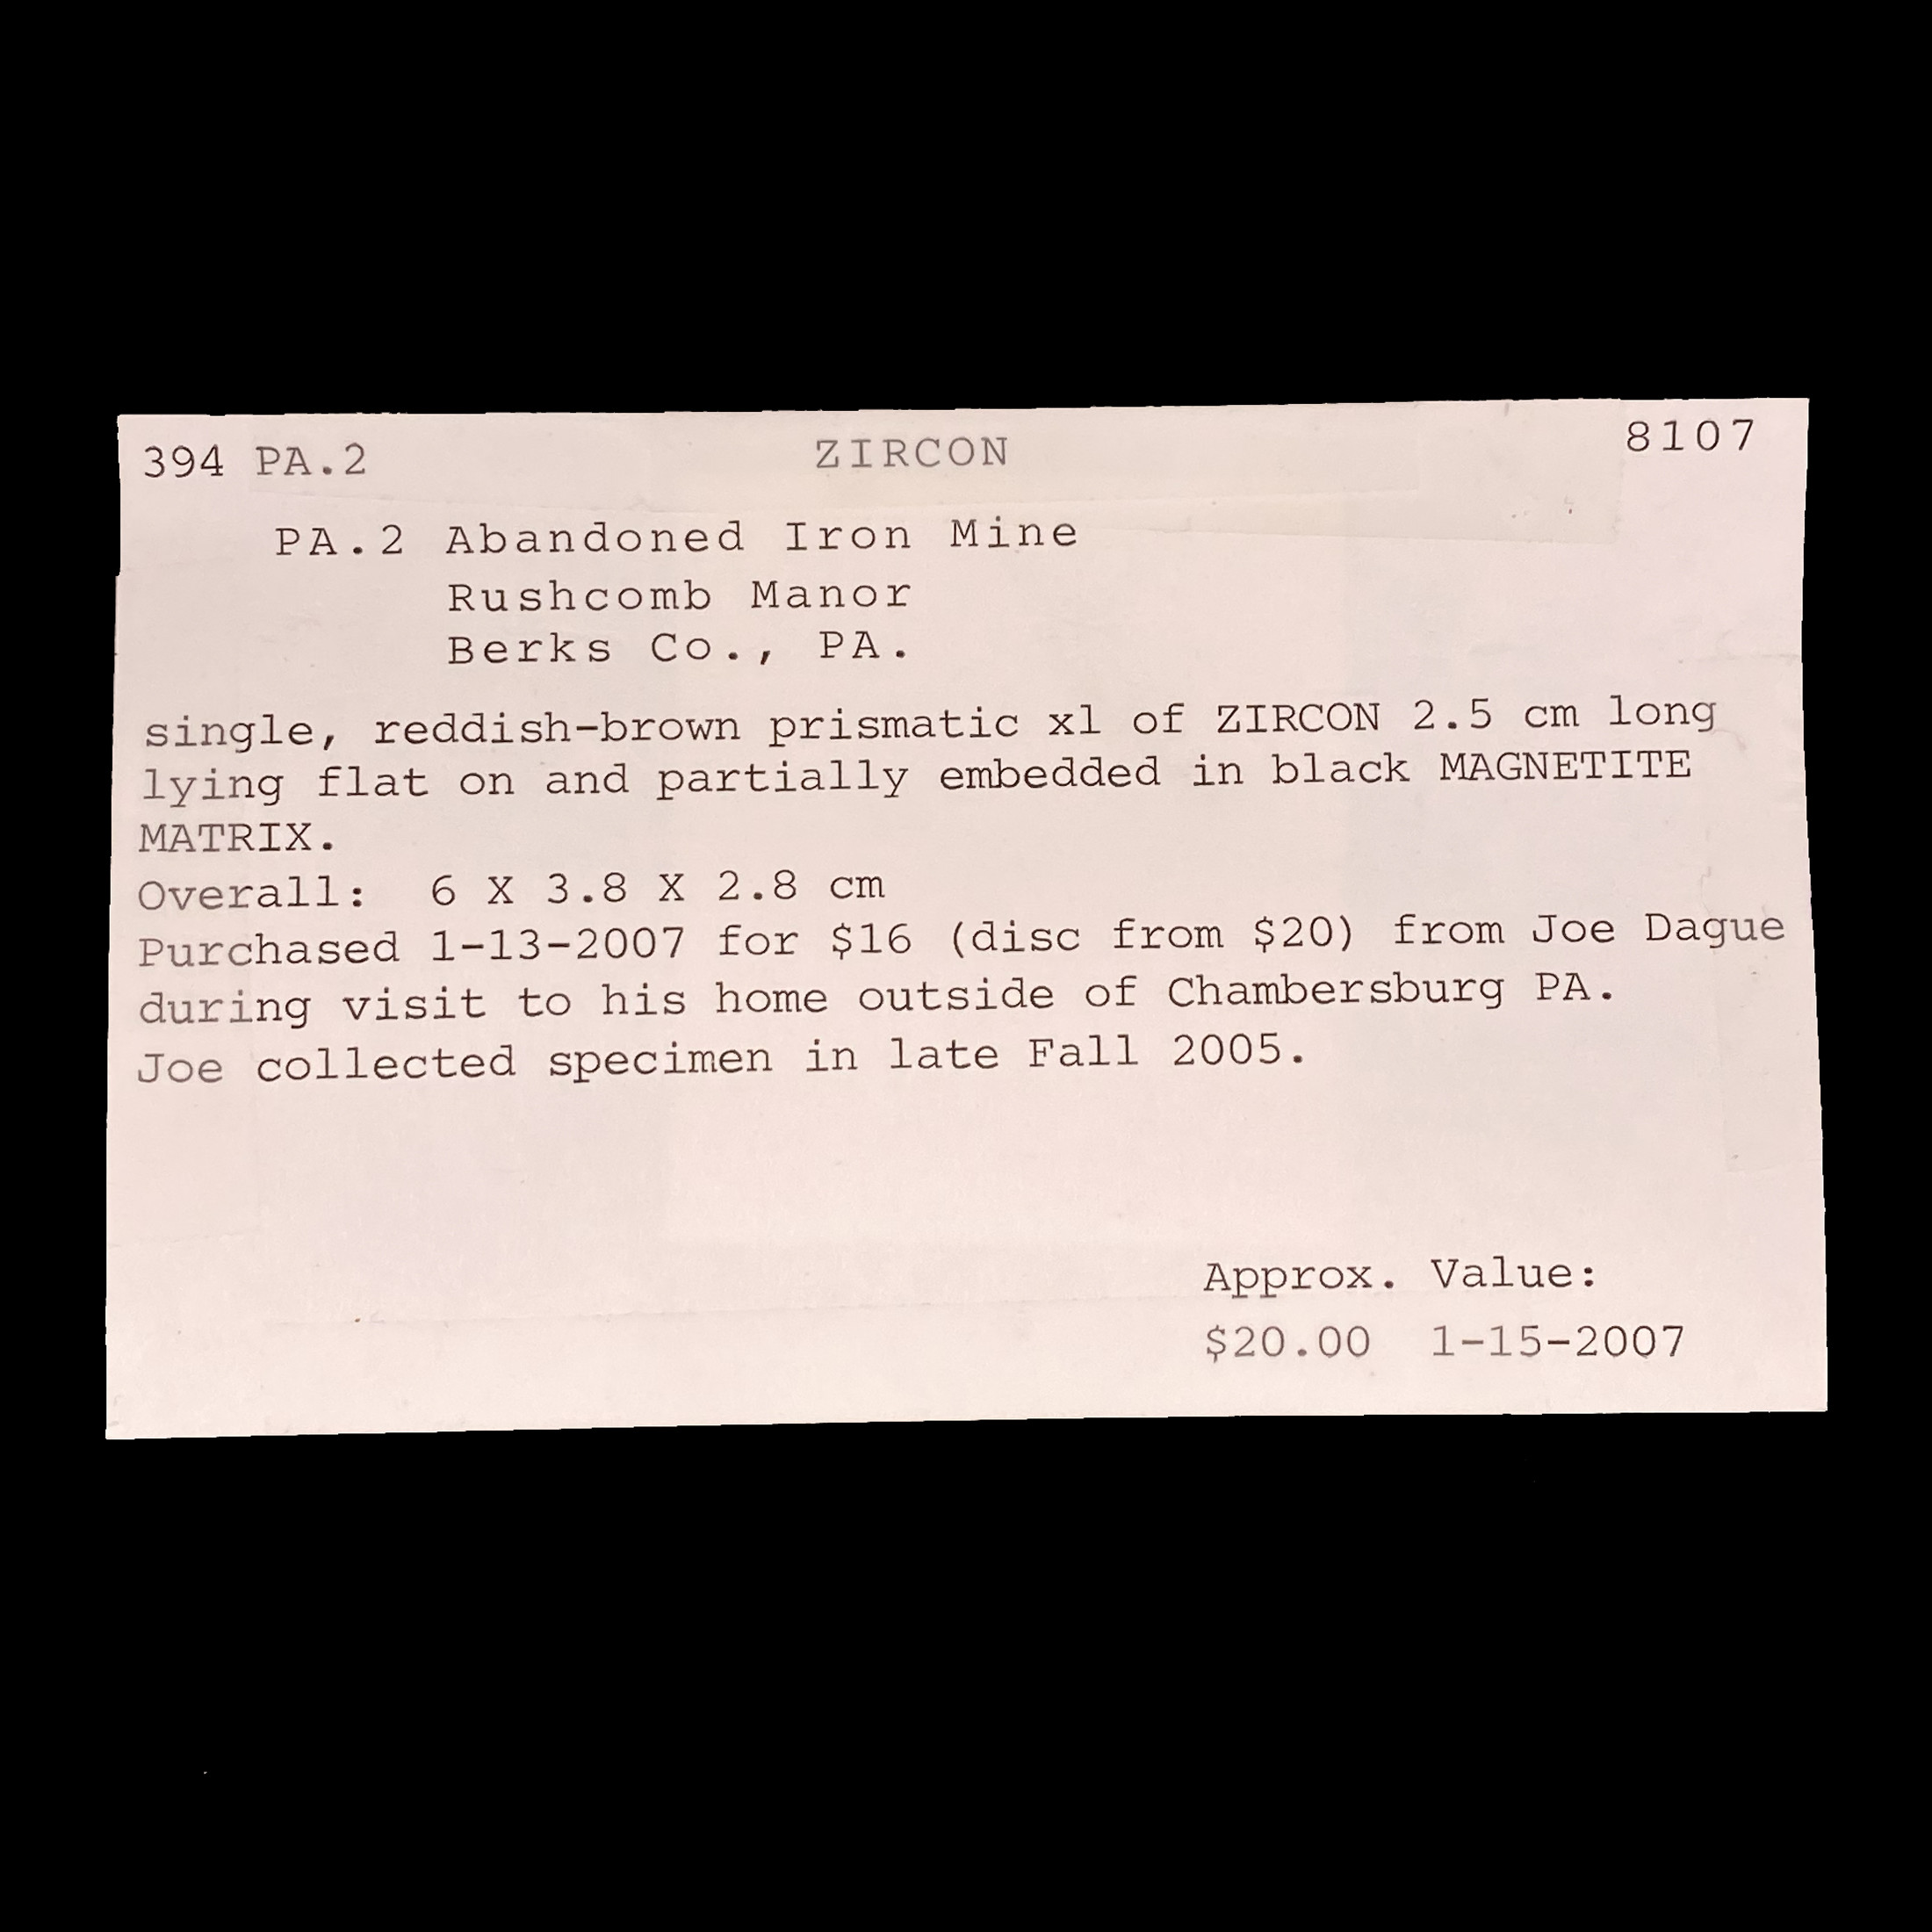 394 PA.2 ZIRCON 8107
PA.2 Abandoned Iron Mine
Rushcomb Manor
Berks Co., PA.
single, reddish-brown prismatic xl of ZIRCON 2.5 cm long
lying flat on and partially embedded in black MAGNETITE
MATRIX.
Overall: 6 X 3.8 X 2.8 cm
Purchased 1-13-2007 for $16 (disc from $20) from Joe Dague
during visit to his home outside of Chambersburg PA.
Joe collected specimen in late Fall 2005.
Approx. Value:
$20.00 1-15-2007